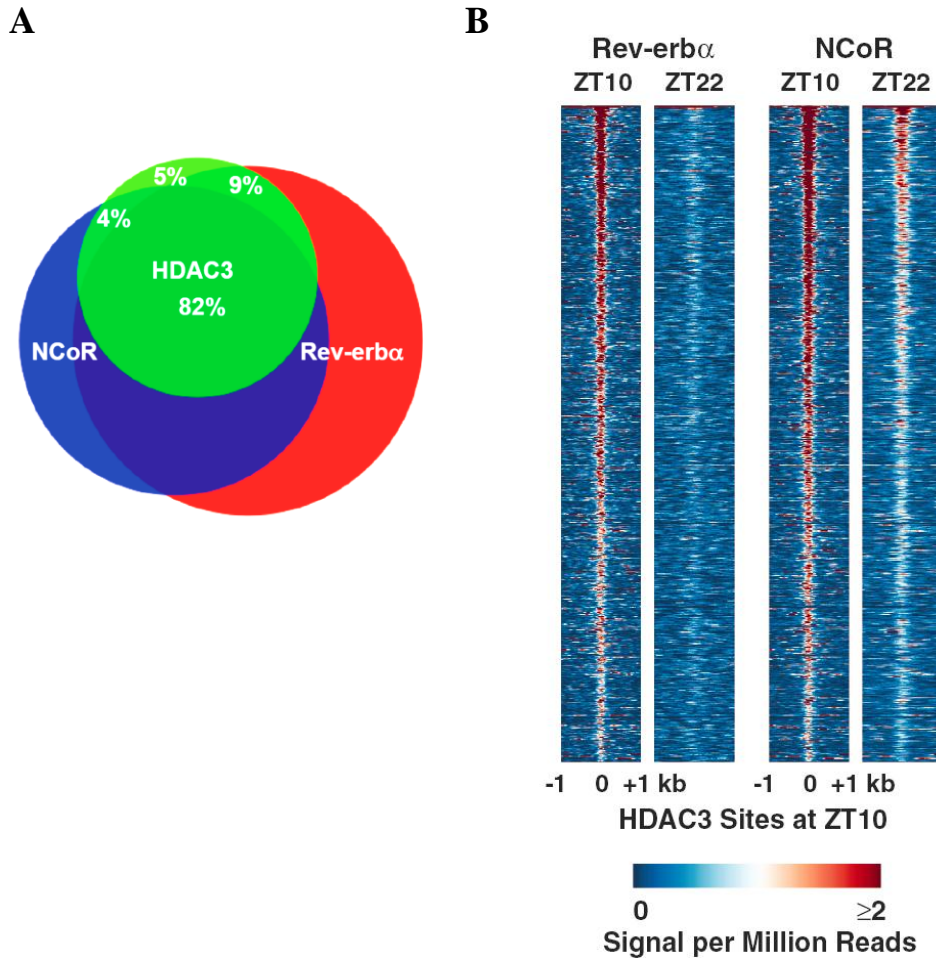 A
5%
9%
4%
HDAC3
82%
NCoR
Rev-erbα
B
Rev-erbα NCoR
ZT10 ZT22 ZT10 ZT22
-1 0 +1 kb -1 0 +1 kb
HDAC3 Sites at ZT10
0 ≥2
Signal per Million Reads